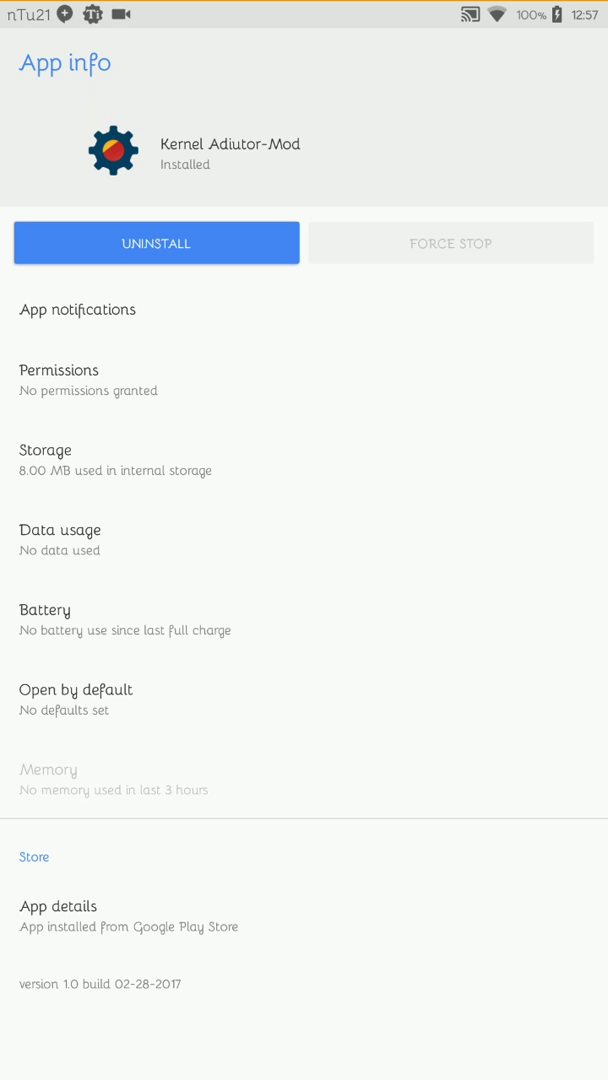 nTu21 Ti 100% 12:57
App info
Kernel Adiutor-Mod
Installed
UNINSTALL FORCE STOP
App notifications
Permissions
No permissions granted
Storage
8.00 MB used in internal storage
Data usage
No data used
Battery
No battery use since last full charge
Open by default
No defaults set
Memory
No memory used in last 3 hours
Store
App details
App installed from Google Play Store
version 1.0 build 02-28-2017